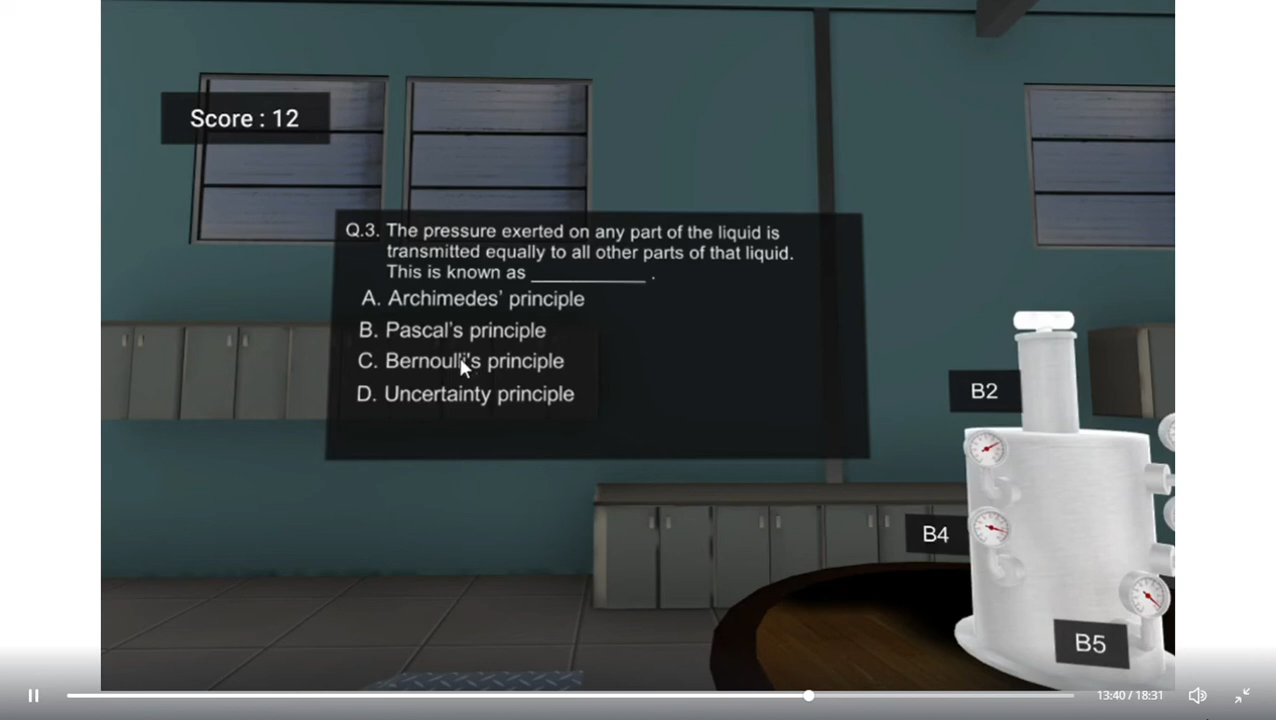 Score : 12
Q.3. The pressure exerted on any part of the liquid is
transmitted equally to all other parts of that liquid.
This is known as ___________ .
A. Archimedes’ principle
B. Pascal’s principle
C. Bernoulli's principle
D. Uncertainty principle
B2
B4
B5
13:40 / 18:31